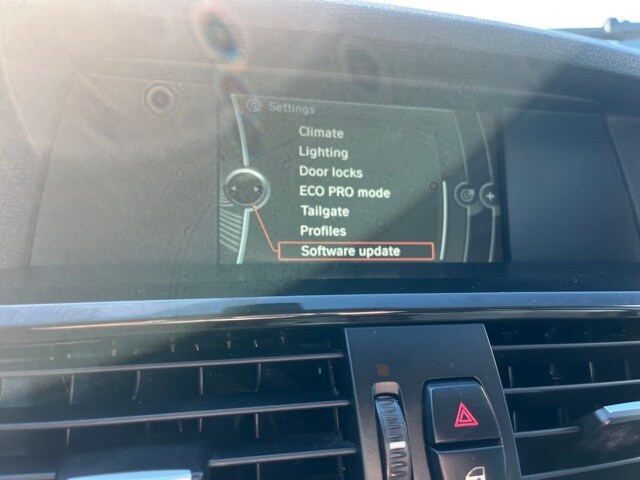 Settings
Climate
Lighting
Door locks
ECO PRO mode
Tailgate
Profiles
Software update